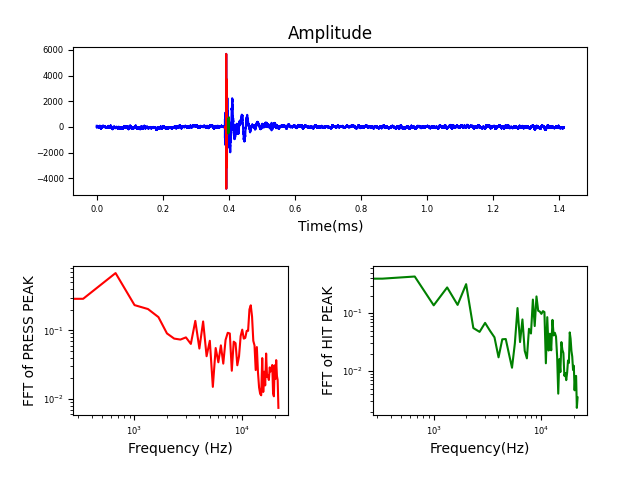 Amplitude
6000
4000
2000
0
−2000
−4000
0.0 0.2 0.4 0.6 0.8 1.0 1.2 1.4
Time(ms)
FFT of PRESS PEAK
10⁻¹
10⁻²
10³ 10⁴
Frequency (Hz)
FFT of HIT PEAK
10⁻¹
10⁻²
10³ 10⁴
Frequency(Hz)